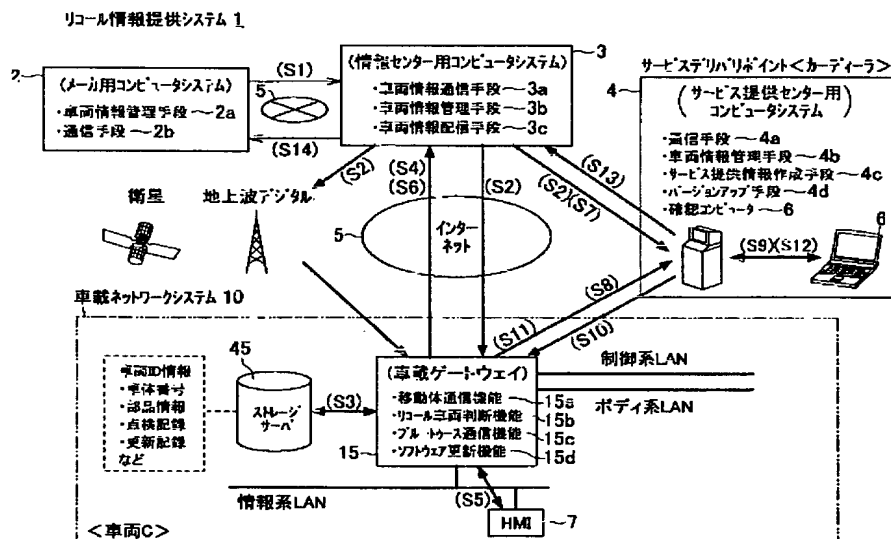 リコール情報提供システム 1
2
(メーカ用コンピュータシステム)
・車両情報管理手段～2a
・通信手段～2b
(S1)
5
(S14)
3
(情報センター用コンピュータシステム)
・車両情報通信手段～3a
・車両情報管理手段～3b
・車両情報配信手段～3c
サービスデリバリポイント<カーディーラ>
4
(サービス提供センター用
コンピュータシステム)
・通信手段～4a
・車両情報管理手段～4b
・サービス提供情報作成手段～4c
・バージョンアップ手段～4d
・確認コンピュータ～6
6
(S9)(S12)
衛星
地上波デジタル
(S2)
(S4)
(S6)
(S2)
(S2)(S7)
(S13)
5
インター
ネット
(S8)
(S11)
(S10)
車載ネットワークシステム 10
車両ID情報
・車体番号
・部品情報
・点検記録
・更新記録
など
45
ストレージ
サーバ
(S3)
(車載ゲートウェイ)
・移動体通信機能～15a
・リコール車両判断機能～15b
・ブルートゥース通信機能～15c
・ソフトウェア更新機能～15d
15
制御系LAN
ボディ系LAN
情報系LAN
(S5)
HMI ～7
<車両C>